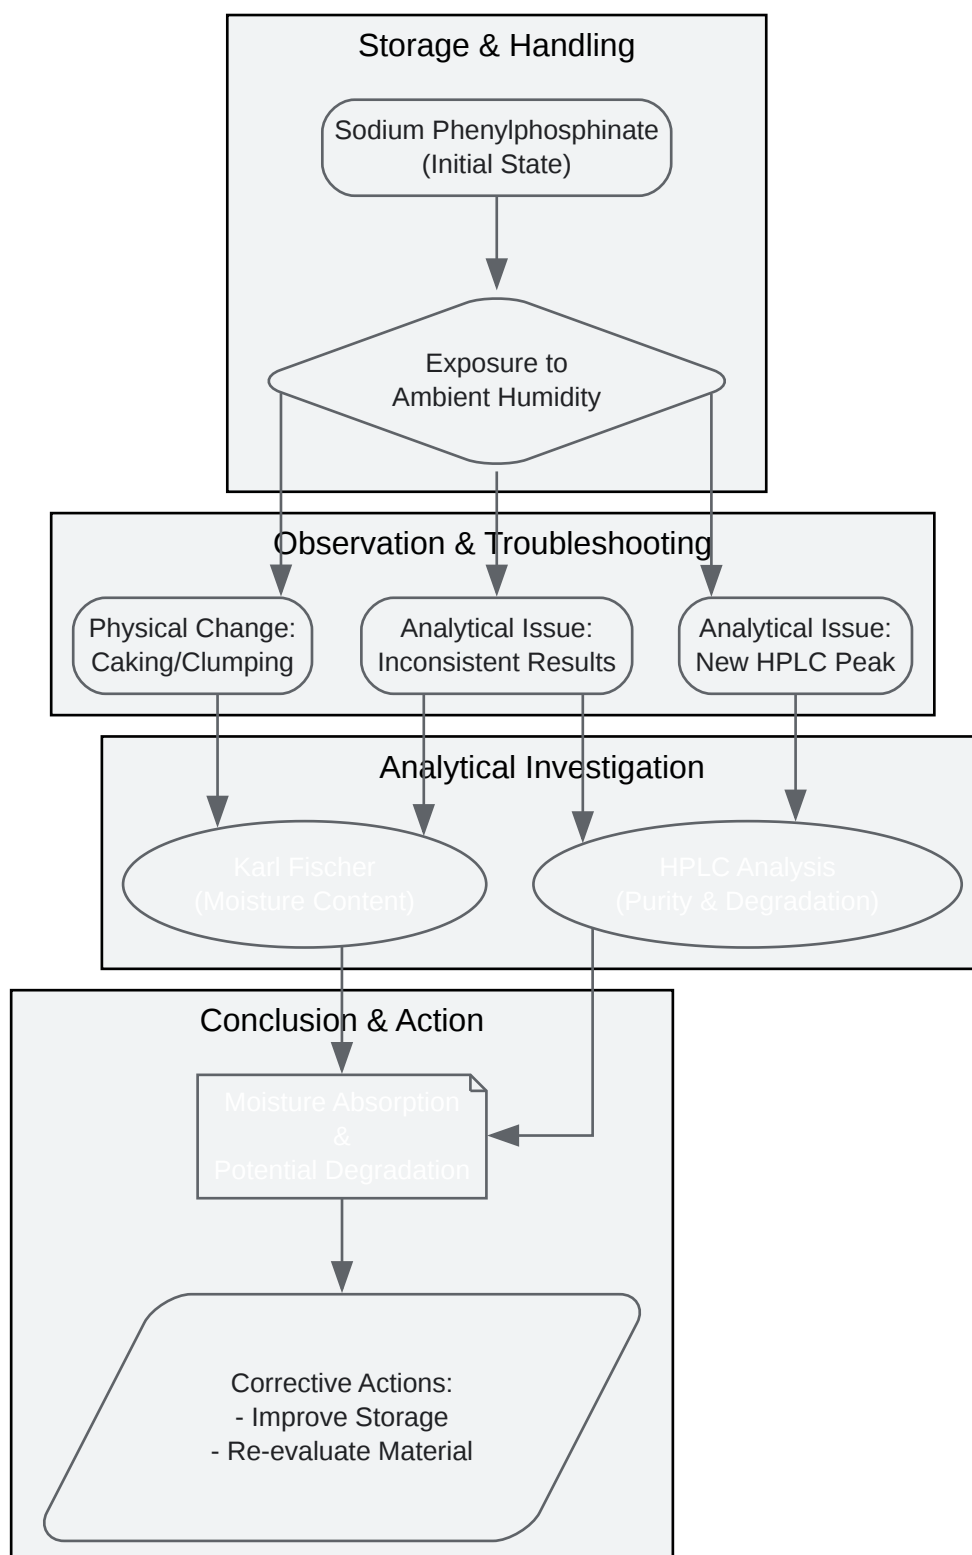 Storage & Handling
Sodium Phenylphosphinate
(Initial State)
Exposure to
Ambient Humidity
Observation & Troubleshooting
Physical Change:
Caking/Clumping
Analytical Issue:
Inconsistent Results
Analytical Issue:
New HPLC Peak
Analytical Investigation
Karl Fischer
(Moisture Content)
HPLC Analysis
(Purity & Degradation)
Conclusion & Action
Moisture Absorption
&
Potential Degradation
Corrective Actions:
- Improve Storage
- Re-evaluate Material